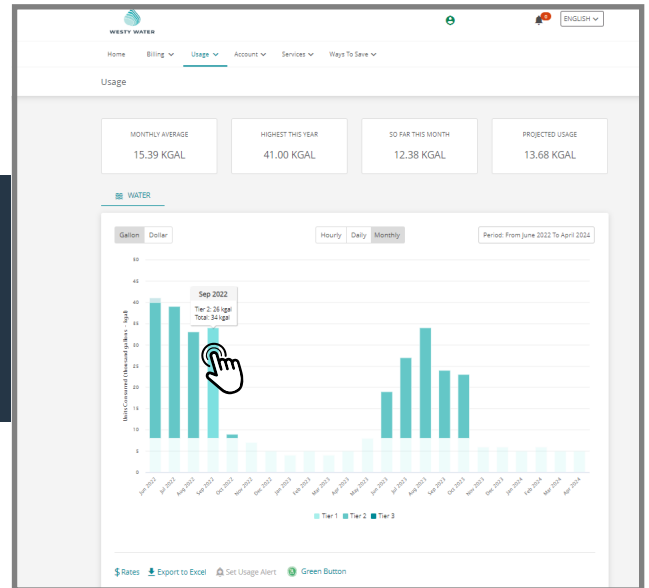 WESTY WATER
6
ENGLISH
Home Billing Usage Account Services Ways To Save
Usage
MONTHLY AVERAGE HIGHEST THIS YEAR SO FAR THIS MONTH PROJECTED USAGE
15.39 KGAL 41.00 KGAL 12.38 KGAL 13.68 KGAL
WATER
Gallon Dollar Hourly Daily Monthly Period: From June 2022 To April 2024
50
45
Sep 2022
40
Tier 2: 26 kgal
Total: 34 kgal
35
30
25
20
15
10
5
0
Units Consumed (thousand gallons - kgal)
Jun 2022 Jul 2022 Aug 2022 Sep 2022 Oct 2022 Nov 2022 Dec 2022 Jan 2023 Feb 2023 Mar 2023 Apr 2023 May 2023 Jun 2023 Jul 2023 Aug 2023 Sep 2023 Oct 2023 Nov 2023 Dec 2023 Jan 2024 Feb 2024 Mar 2024 Apr 2024
Tier 1 Tier 2 Tier 3
$ Rates Export to Excel Set Usage Alert Green Button